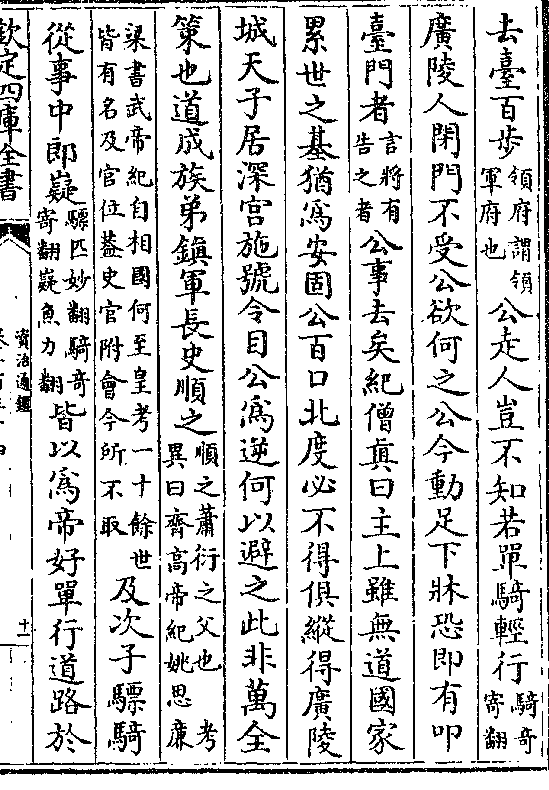 去臺百步領府謂領軍府也公走人豈不知若單騎輕行騎奇寄翻
廣陵人閉門不受公欲何之公今動足下牀恐即有叩
臺門者言將有告之者公事去矣紀僧眞曰主上雖無道國家
累世之基猶爲安固公百口北度必不得俱縱得廣陵
城天子居深宮施號令目公爲逆何以避之此非萬全
策也道成族弟鎮軍長史順之順之蕭衍之父也 考異曰齊高帝紀姚思廉
梁書武帝紀自相國何至皇考一十餘世皆有名及官位葢史官附會今所不取及次子驃騎
從事中郎嶷驃匹妙翻騎奇寄翻嶷魚力翻皆以爲帝好單行道路於
欽定四庫全書
資治通鑑
十一